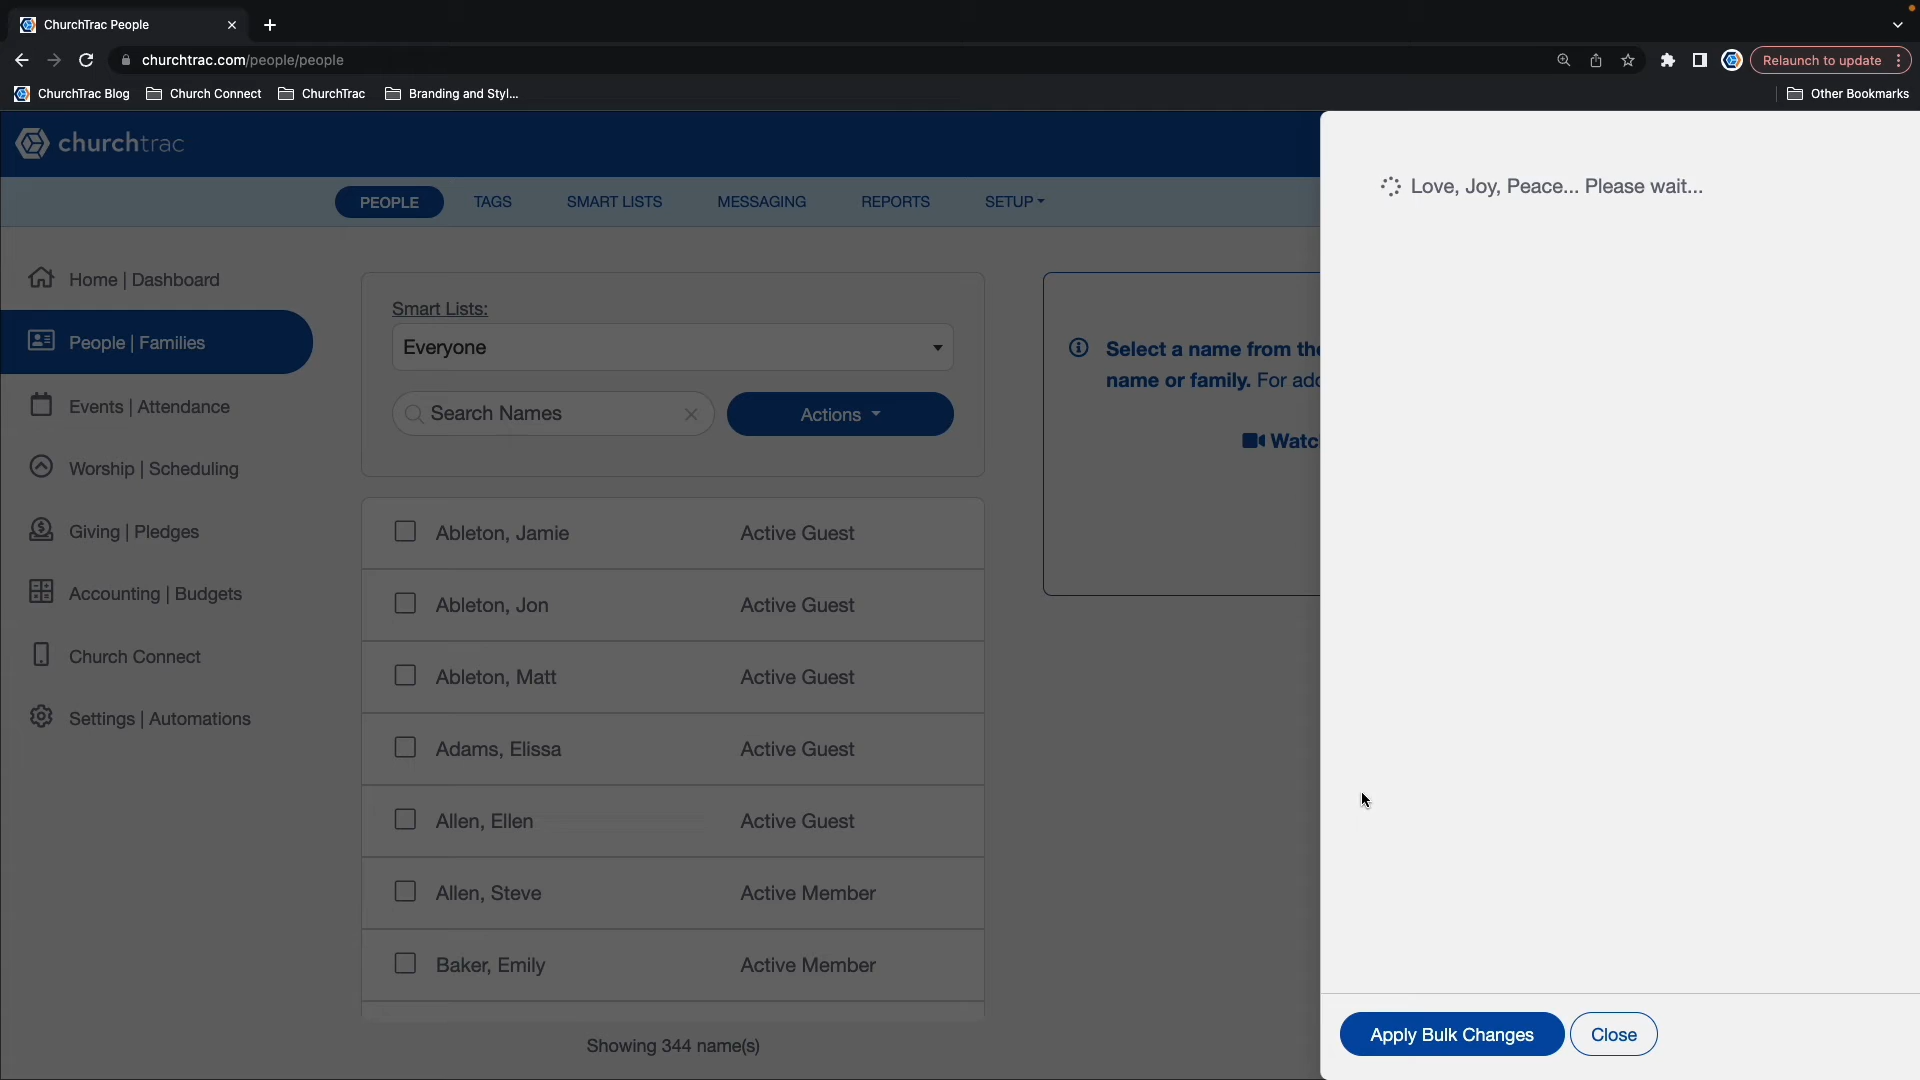 ChurchTrac People
churchtrac.com/people/people
Relaunch to update
ChurchTrac Blog
Church Connect
ChurchTrac
Branding and Styl...
Other Bookmarks
churchtrac
PEOPLE
TAGS
SMART LISTS
MESSAGING
REPORTS
SETUP
Home | Dashboard
People | Families
Events | Attendance
Worship | Scheduling
Giving | Pledges
Accounting | Budgets
Church Connect
Settings | Automations
Smart Lists:
Everyone
Search Names
Actions
Ableton, Jamie Active Guest
Ableton, Jon Active Guest
Ableton, Matt Active Guest
Adams, Elissa Active Guest
Allen, Ellen Active Guest
Allen, Steve Active Member
Baker, Emily Active Member
Showing 344 name(s)
Select a name from
name or family. For
Love, Joy, Peace... Please wait...
Apply Bulk Changes
Close